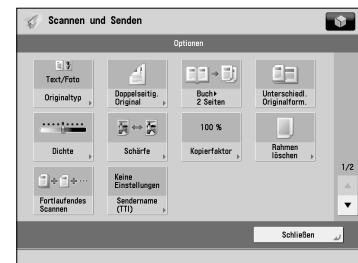 Scannen und Senden
Optionen
Text/Foto
Originaltyp
Doppelseitig.
Original
Buch
2 Seiten
Unterschiedl.
Originalform.
Dichte
Schärfe
100 %
Kopierfaktor
Rahmen
löschen
Fortlaufendes
Scannen
Keine
Einstellungen
Sendername
(TTI)
1/2
Schließen